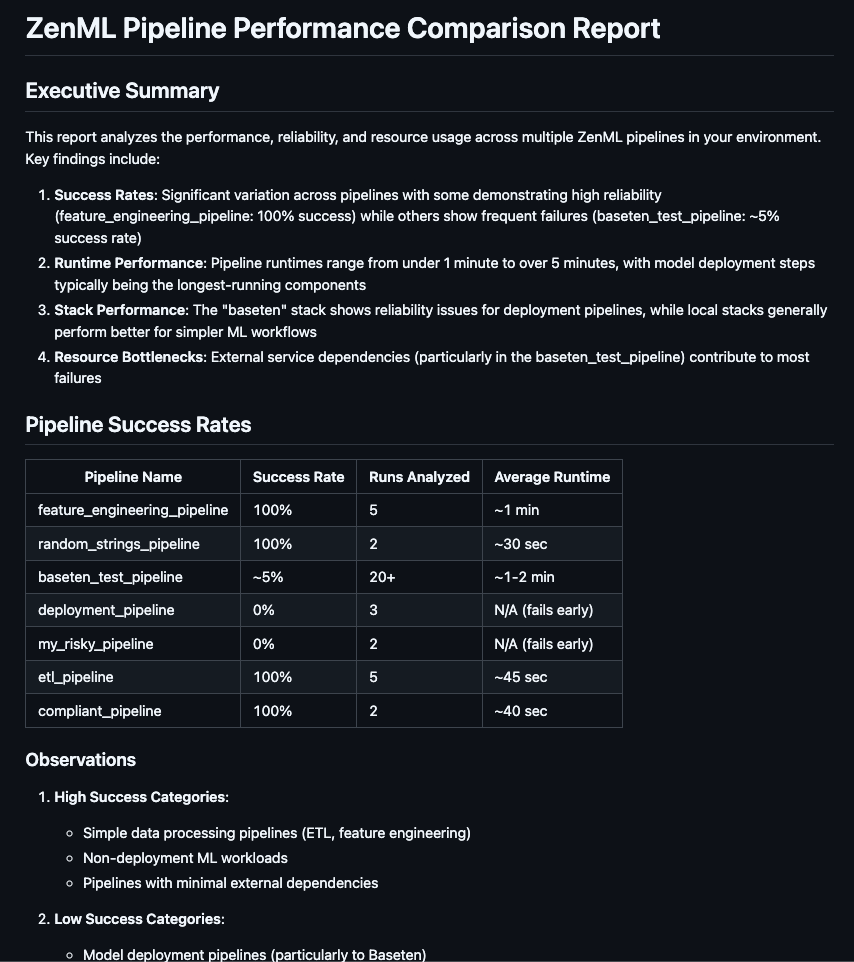 ZenML Pipeline Performance Comparison Report
Executive Summary
This report analyzes the performance, reliability, and resource usage across multiple ZenML pipelines in your environment.
Key findings include:
1. Success Rates: Significant variation across pipelines with some demonstrating high reliability
(feature_engineering_pipeline: 100% success) while others show frequent failures (baseten_test_pipeline: ~5%
success rate)
2. Runtime Performance: Pipeline runtimes range from under 1 minute to over 5 minutes, with model deployment steps
typically being the longest-running components
3. Stack Performance: The "baseten" stack shows reliability issues for deployment pipelines, while local stacks generally
perform better for simpler ML workflows
4. Resource Bottlenecks: External service dependencies (particularly in the baseten_test_pipeline) contribute to most
failures
Pipeline Success Rates
Pipeline Name Success Rate Runs Analyzed Average Runtime
feature_engineering_pipeline 100% 5 ~1 min
random_strings_pipeline 100% 2 ~30 sec
baseten_test_pipeline ~5% 20+ ~1-2 min
deployment_pipeline 0% 3 N/A (fails early)
my_risky_pipeline 0% 2 N/A (fails early)
etl_pipeline 100% 5 ~45 sec
compliant_pipeline 100% 2 ~40 sec
Observations
1. High Success Categories:
○ Simple data processing pipelines (ETL, feature engineering)
○ Non-deployment ML workloads
○ Pipelines with minimal external dependencies
2. Low Success Categories:
○ Model deployment pipelines (particularly to Baseten)